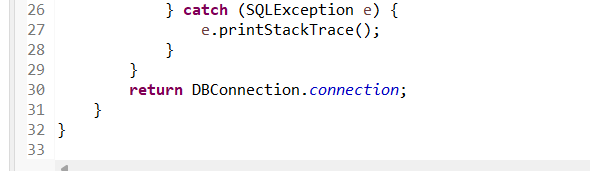 26             } catch (SQLException e) {
27                 e.printStackTrace();
28             }
29         }
30         return DBConnection.connection;
31     }
32 }
33